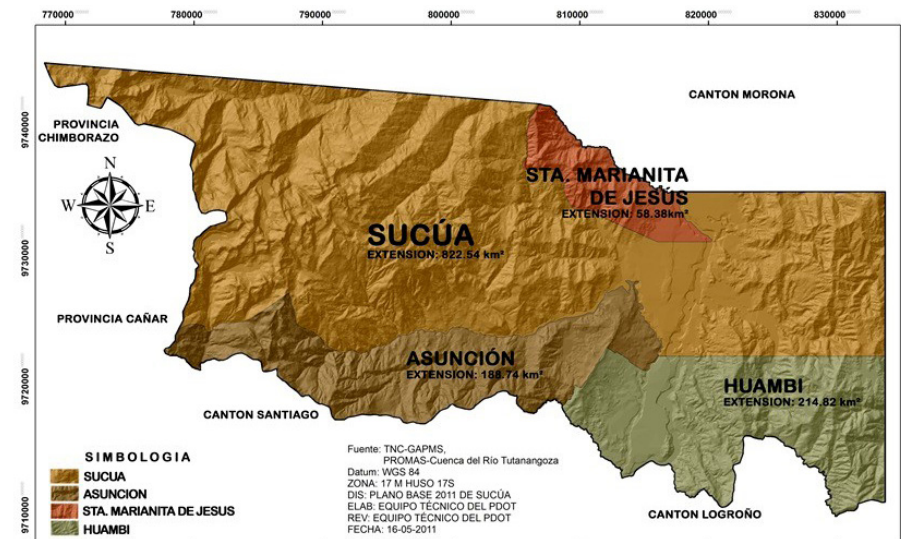 770000 780000 790000 800000 810000 820000 830000
9740000
9730000
9720000
9710000
CANTON MORONA
PROVINCIA
CHIMBORAZO
N
W E
S
STA. MARIANITA
DE JESÚS
EXTENSION: 58.38km²
SUCÚA
EXTENSION: 822.54 km²
PROVINCIA CAÑAR
ASUNCIÓN
EXTENSION: 188.74 km²
HUAMBI
EXTENSION: 214.82 km²
CANTON SANTIAGO
CANTON LOGROÑO
SIMBOLOGIA
SUCUA
ASUNCION
STA. MARIANITA DE JESUS
HUAMBI
Fuente: TNC-GAPMS,
PROMAS-Cuenca del Río Tutanangoza
Datum: WGS 84
ZONA: 17 M HUSO 17S
DIS: PLANO BASE 2011 DE SUCÚA
ELAB: EQUIPO TÉCNICO DEL PDOT
REV: EQUIPO TÉCNICO DEL PDOT
FECHA: 16-05-2011